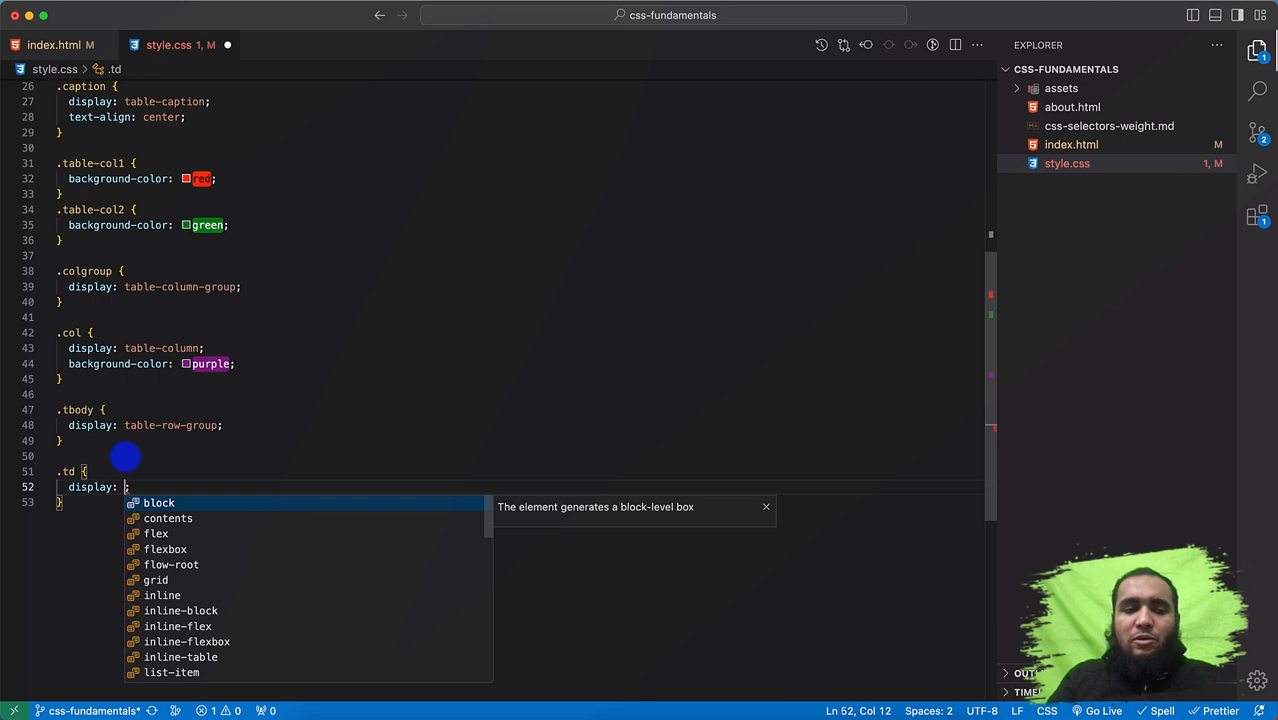 css-fundamentals
index.html M
style.css 1, M
EXPLORER
style.css > .td
CSS-FUNDAMENTALS
assets
about.html
css-selectors-weight.md
index.html M
style.css 1, M
26 .caption {
27 display: table-caption;
28 text-align: center;
29 }
30
31 .table-col1 {
32 background-color: red;
33 }
34 .table-col2 {
35 background-color: green;
36 }
37
38 .colgroup {
39 display: table-column-group;
40 }
41
42 .col {
43 display: table-column;
44 background-color: purple;
45 }
46
47 .tbody {
48 display: table-row-group;
49 }
50
51 .td {
52 display: ;
53 }
block
contents
flex
flexbox
flow-root
grid
inline
inline-block
inline-flex
inline-flexbox
inline-table
list-item
The element generates a block-level box
1
2
1
OUT
TIME
css-fundamentals*
1 0
0
Ln 52, Col 12
Spaces: 2
UTF-8
LF
CSS
Go Live
Spell
Prettier